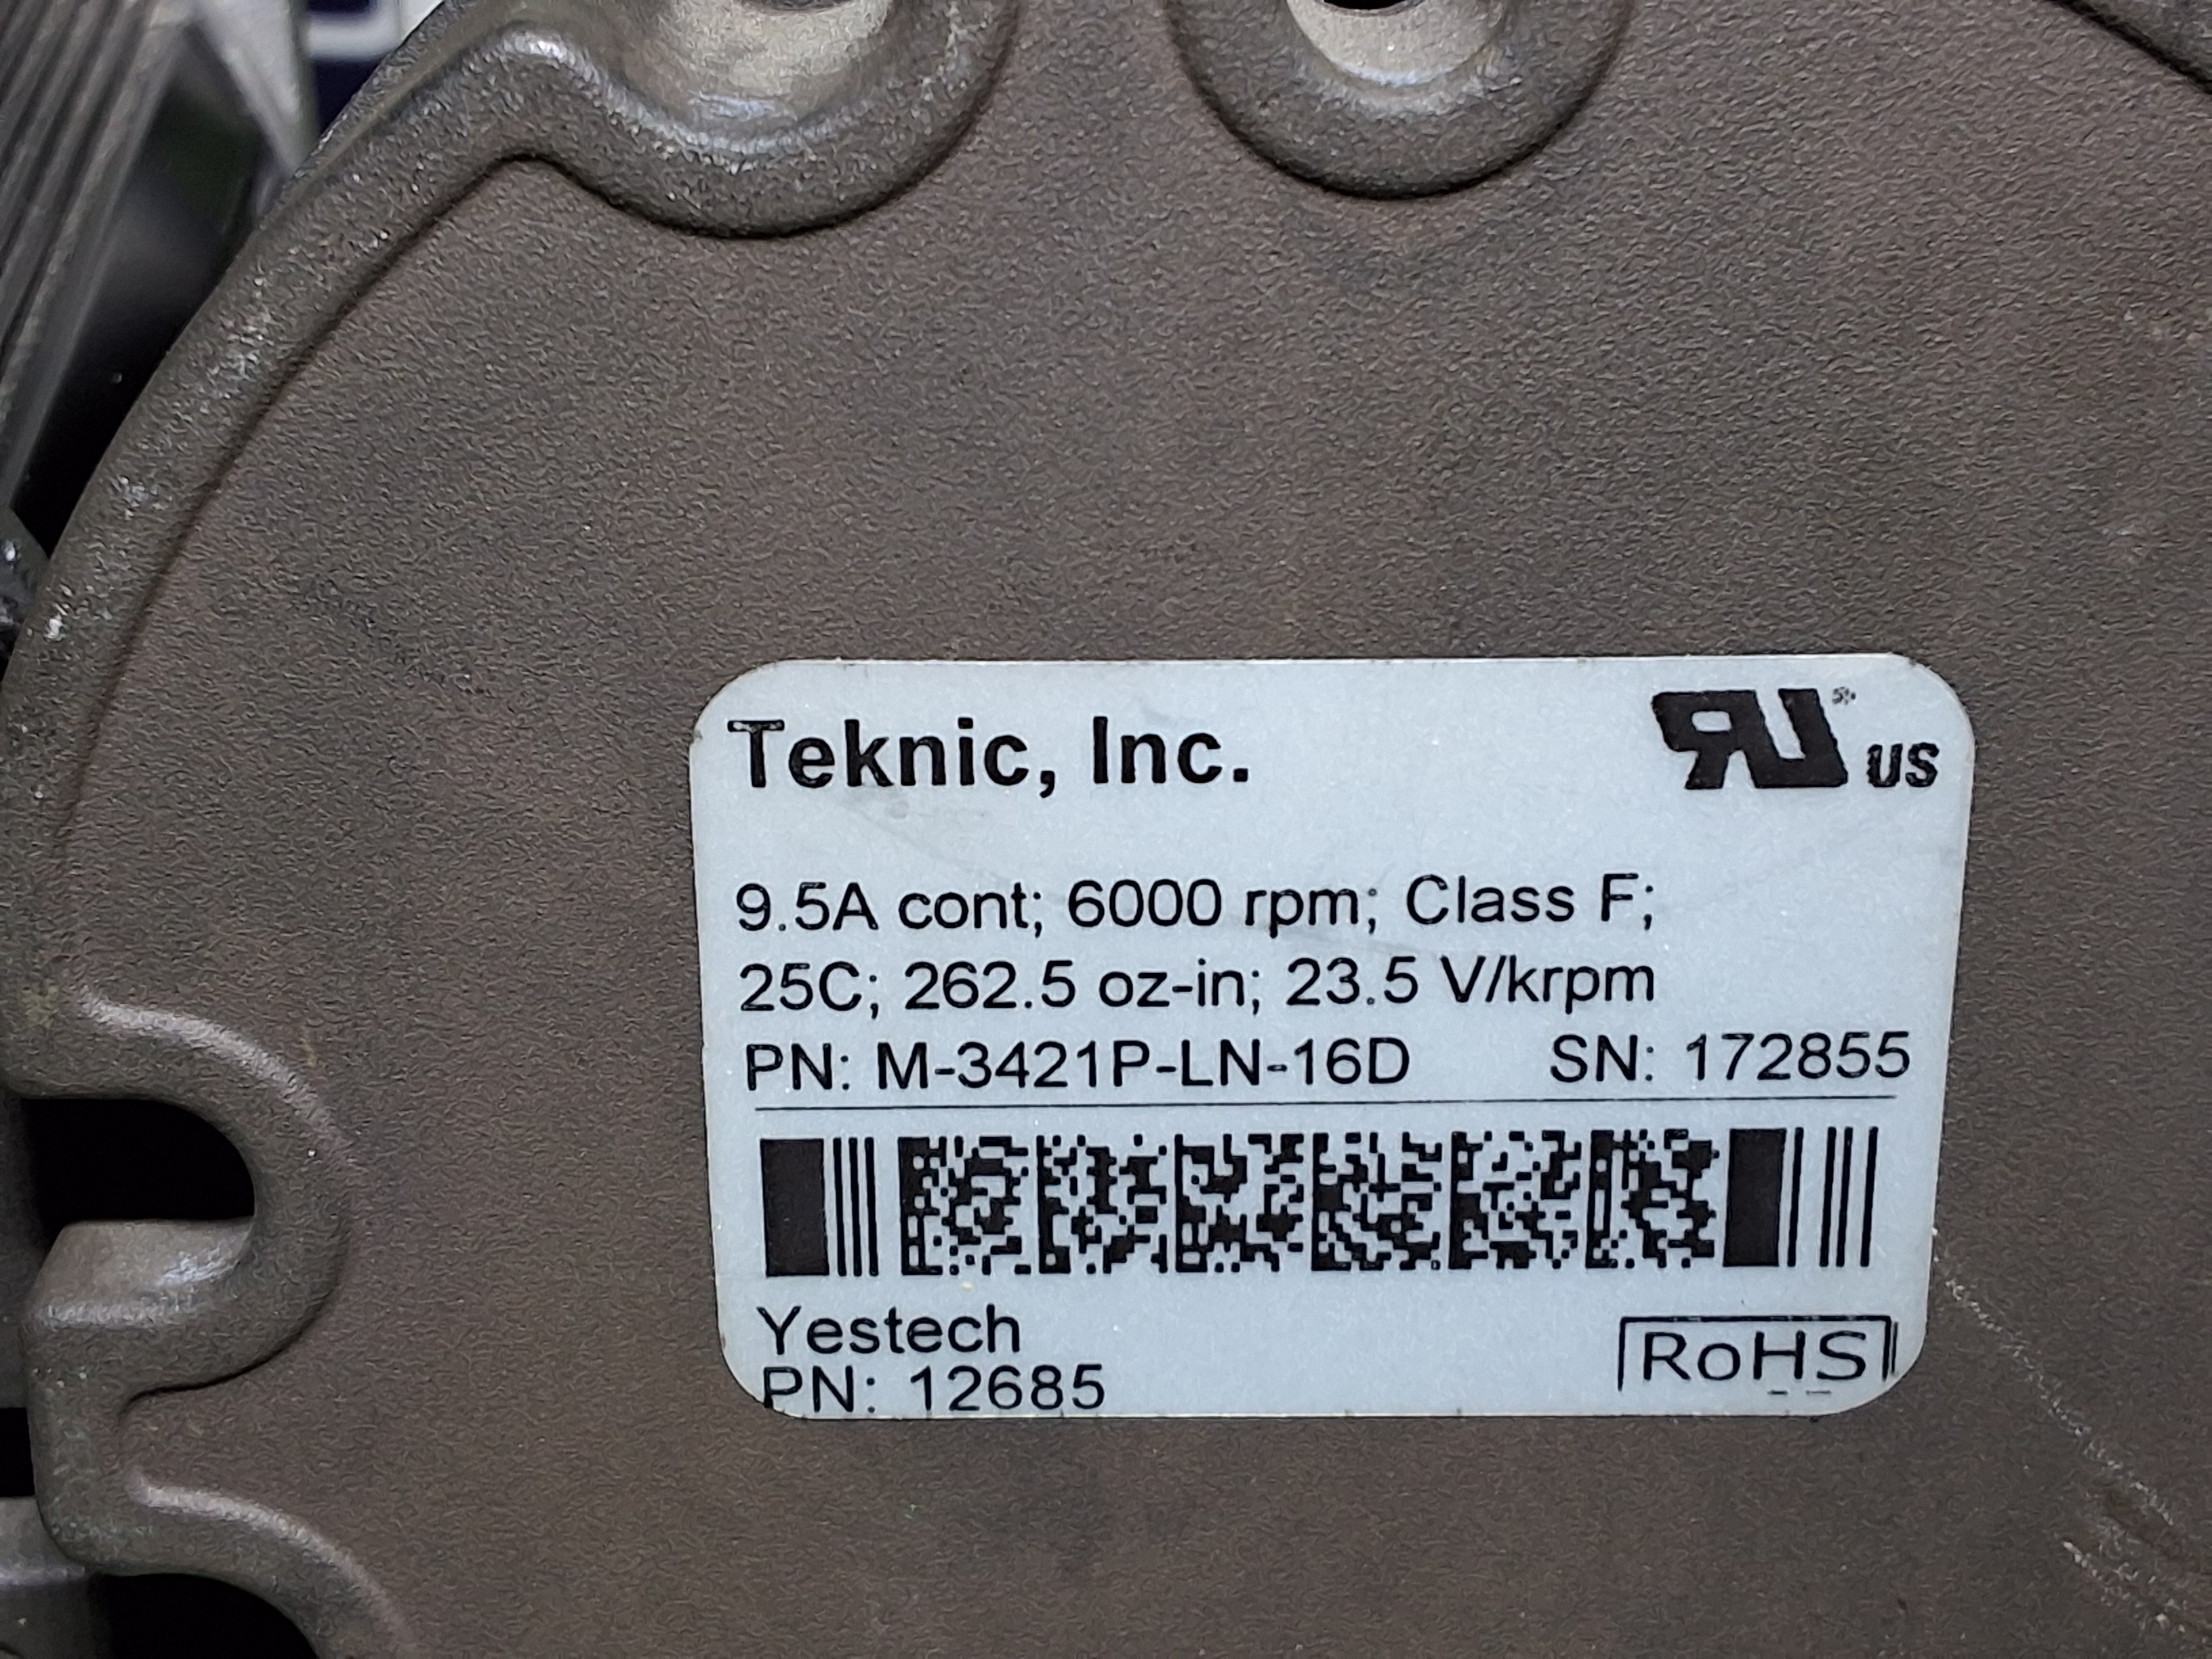 Teknic, Inc.
RU® US
9.5A cont; 6000 rpm; Class F;
25C; 262.5 oz-in; 23.5 V/krpm
PN: M-3421P-LN-16D SN: 172855
Yestech
PN: 12685
RoHS